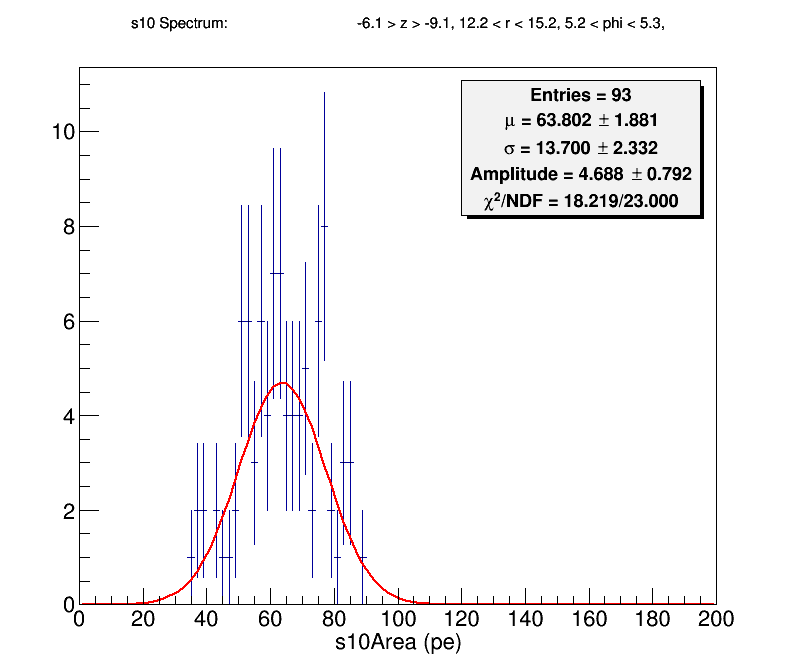 s10 Spectrum: -6.1 > z > -9.1, 12.2 < r < 15.2, 5.2 < phi < 5.3,
Entries = 93
μ = 63.802 ± 1.881
σ = 13.700 ± 2.332
Amplitude = 4.688 ± 0.792
χ²/NDF = 18.219/23.000
10
8
6
4
2
0
0 20 40 60 80 100 120 140 160 180 200
s10Area (pe)